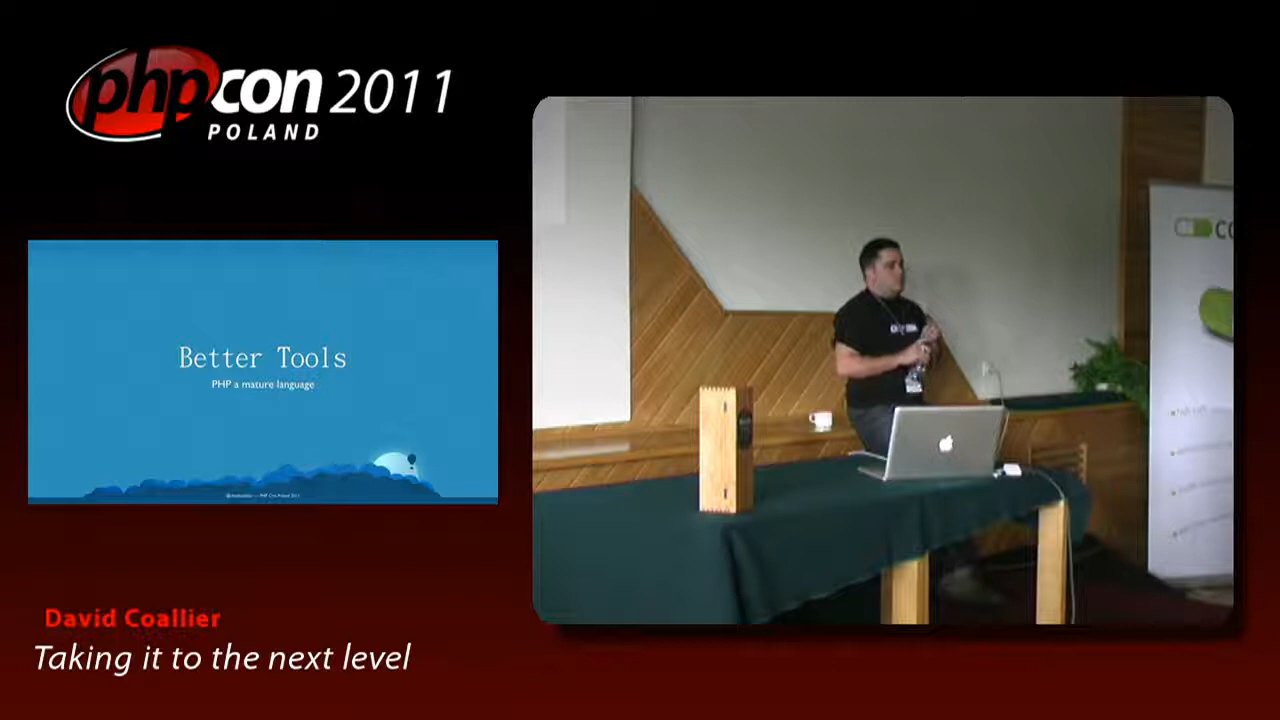 phpcon 2011
POLAND
Better Tools
PHP a mature language
David Coallier
Taking it to the next level